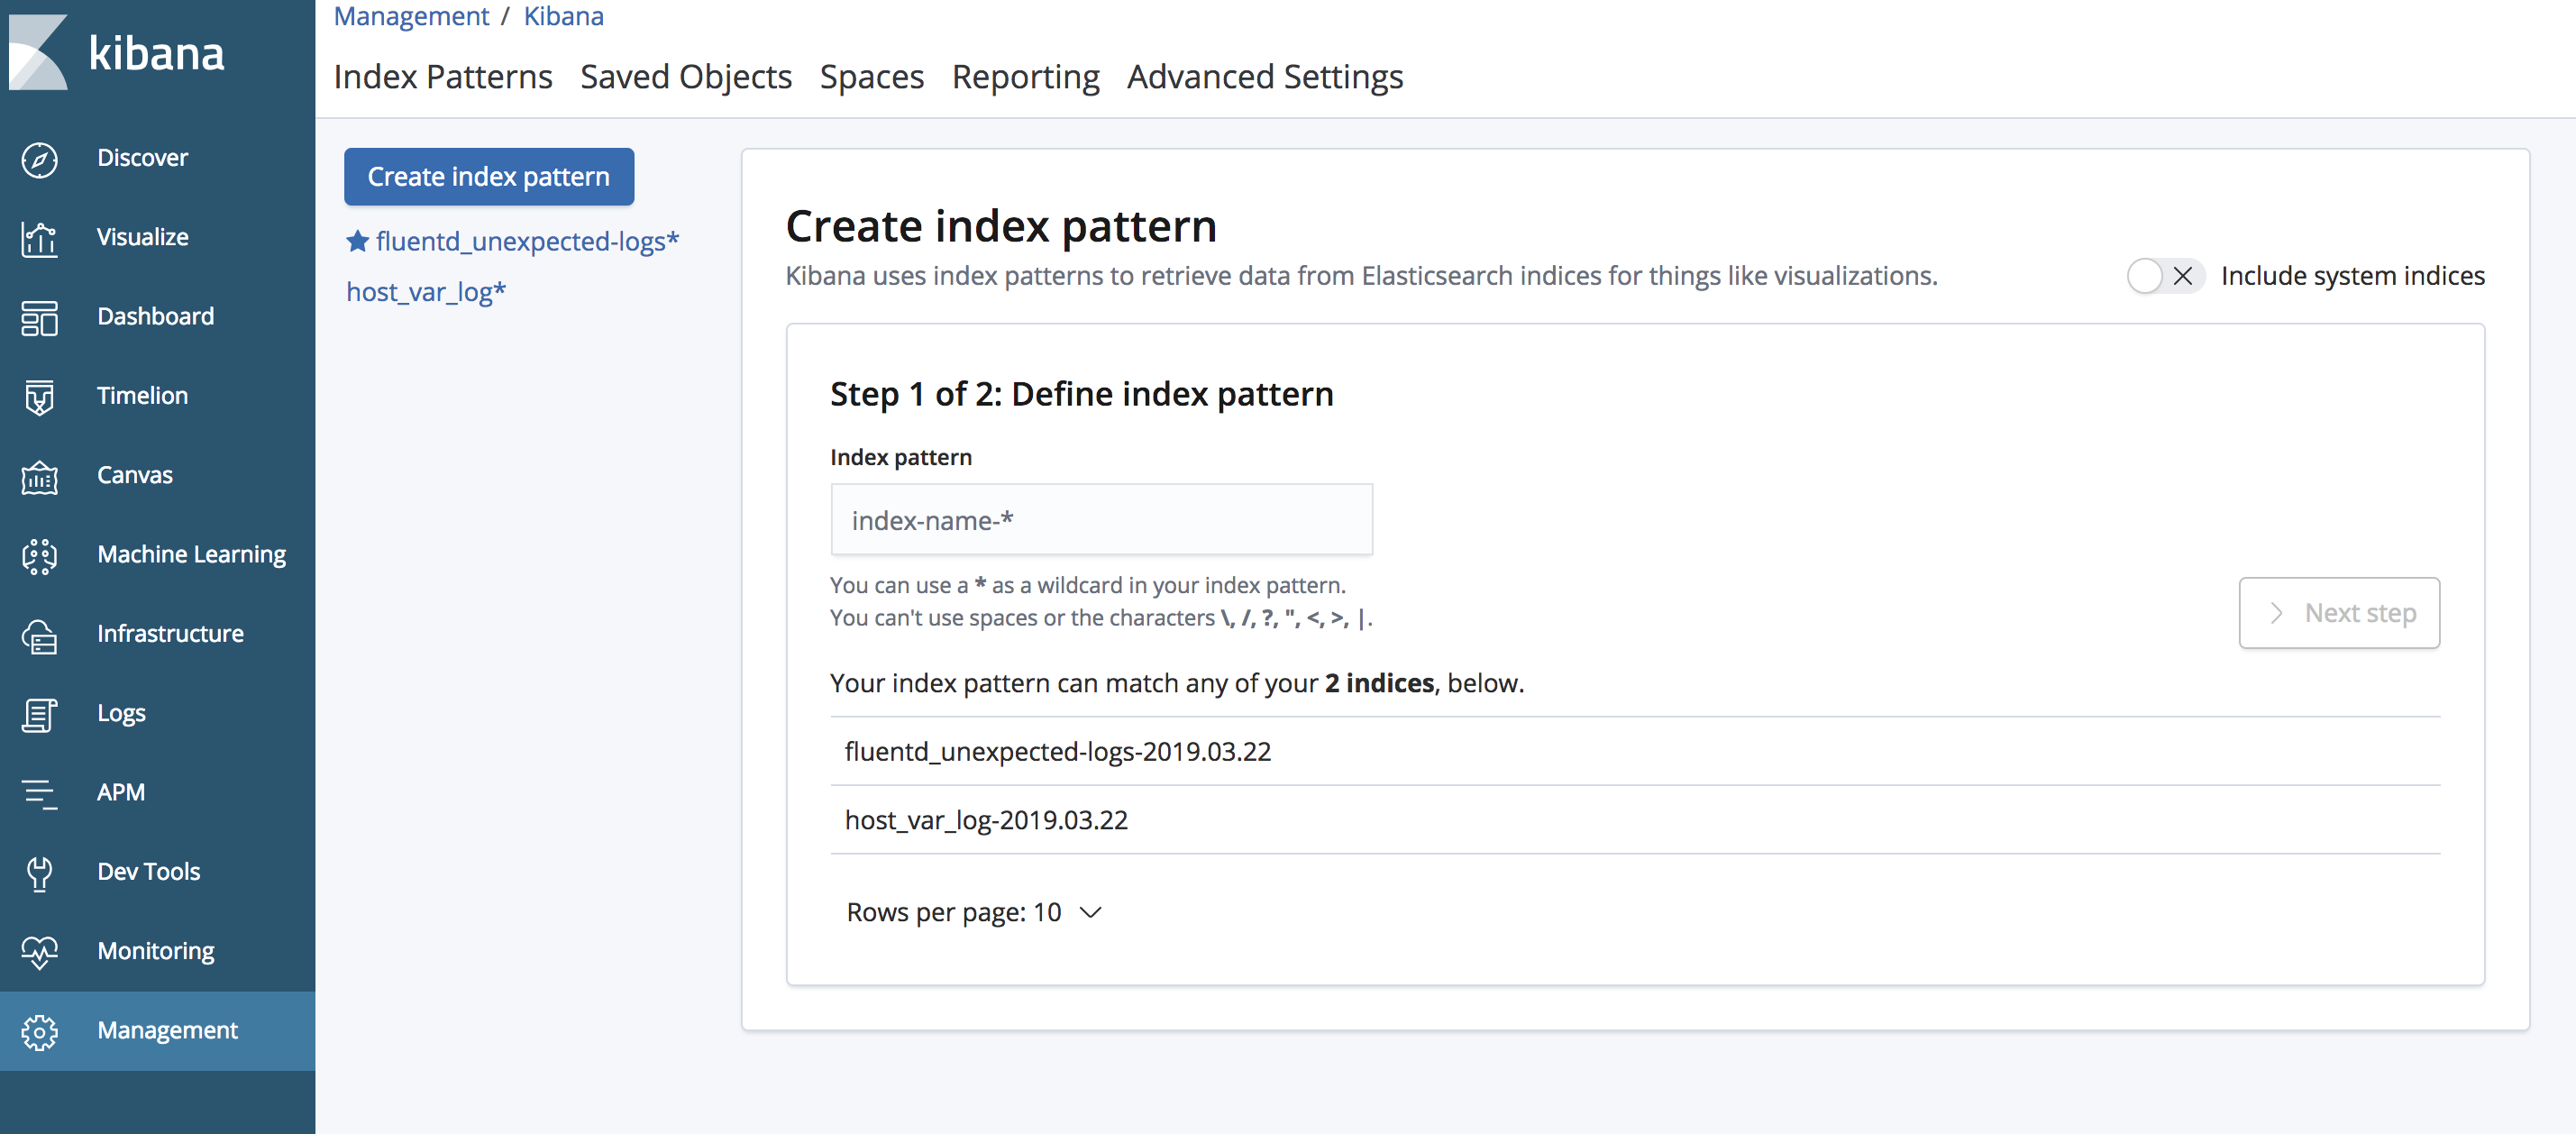 kibana
Discover
Visualize
Dashboard
Timelion
Canvas
Machine Learning
Infrastructure
Logs
APM
Dev Tools
Monitoring
Management
Management / Kibana
Index Patterns Saved Objects Spaces Reporting Advanced Settings
Create index pattern
fluentd_unexpected-logs*
host_var_log*
Create index pattern
Kibana uses index patterns to retrieve data from Elasticsearch indices for things like visualizations.
Include system indices
Step 1 of 2: Define index pattern
Index pattern
index-name-*
You can use a * as a wildcard in your index pattern.
You can't use spaces or the characters \, /, ?, ", <, >, |.
Next step
Your index pattern can match any of your 2 indices, below.
fluentd_unexpected-logs-2019.03.22
host_var_log-2019.03.22
Rows per page: 10